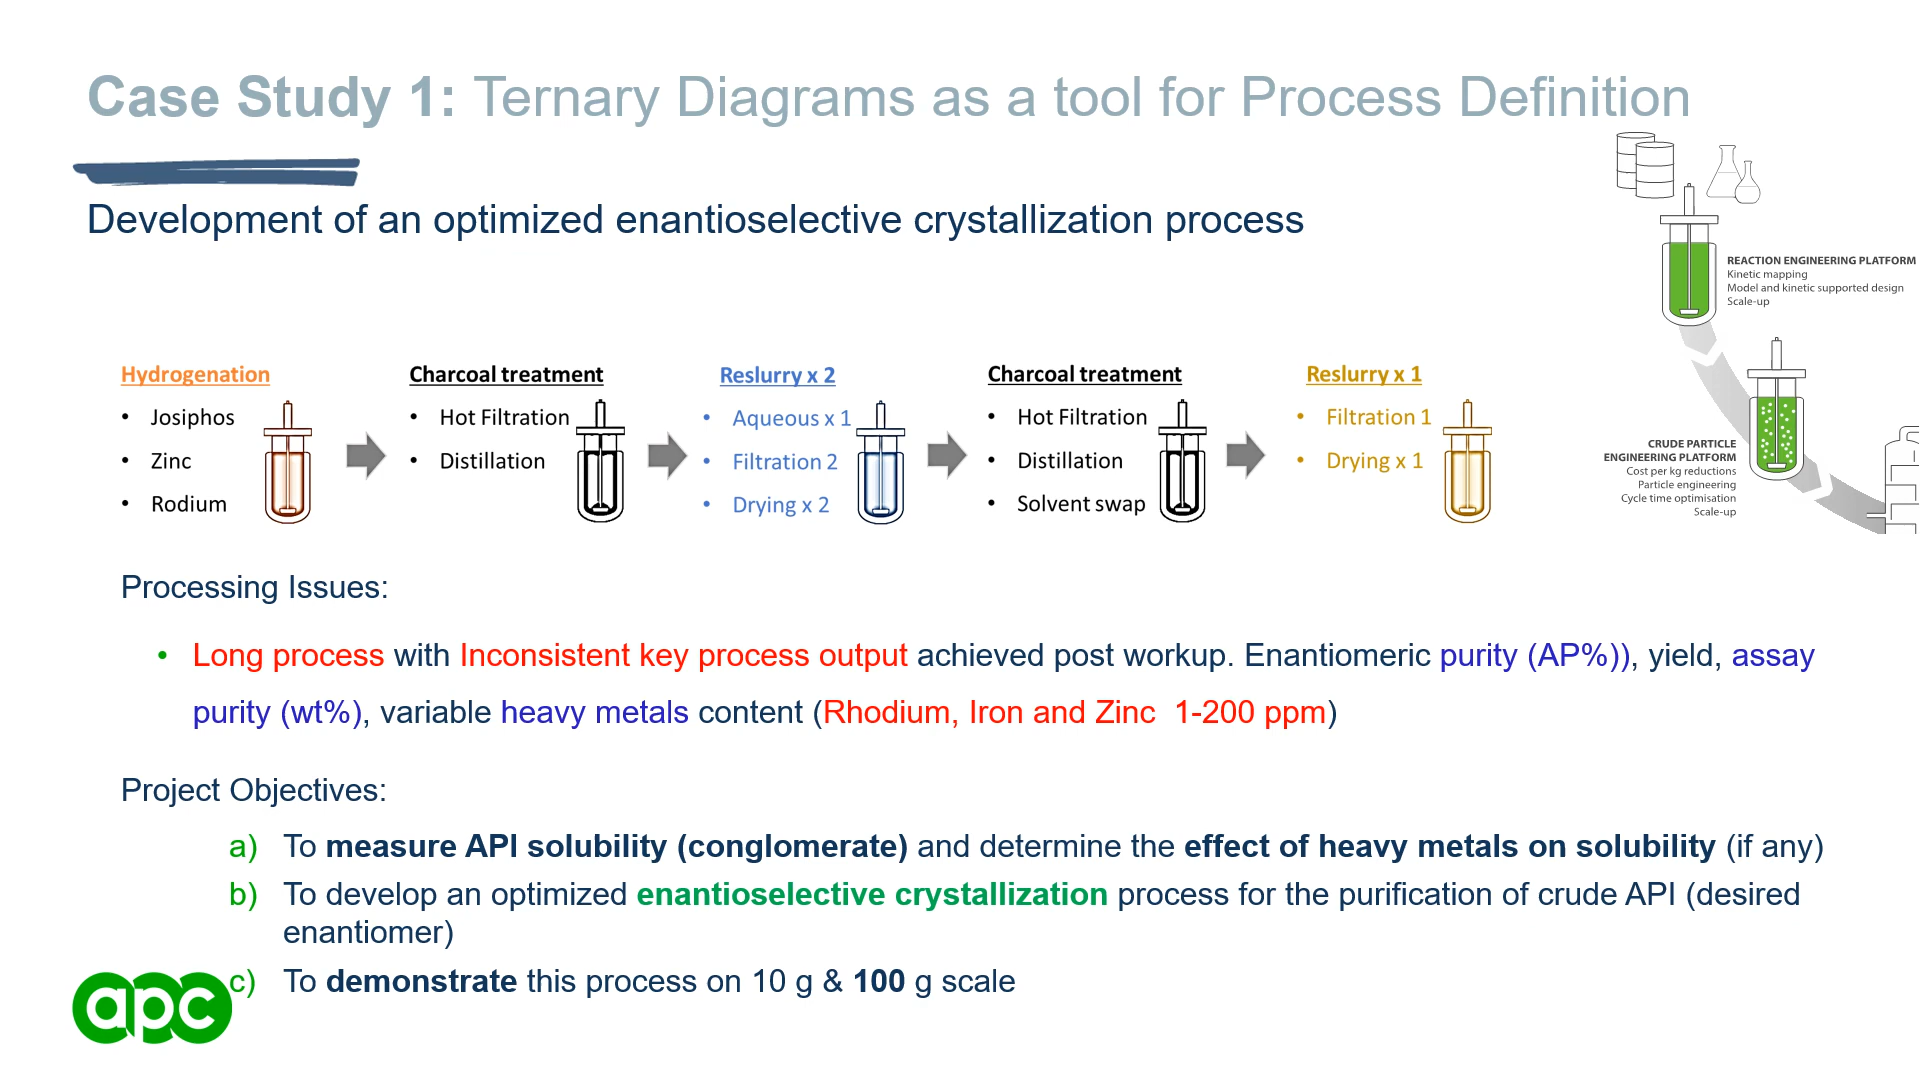 Case Study 1: Ternary Diagrams as a tool for Process Definition
Development of an optimized enantioselective crystallization process
REACTION ENGINEERING PLATFORM
Kinetic mapping
Model and kinetic supported design
Scale-up
CRUDE PARTICLE
ENGINEERING PLATFORM
Cost per kg reductions
Particle engineering
Cycle time optimisation
Scale-up
Hydrogenation
• Josiphos
• Zinc
• Rodium
Charcoal treatment
• Hot Filtration
• Distillation
Reslurry x 2
• Aqueous x 1
• Filtration 2
• Drying x 2
Charcoal treatment
• Hot Filtration
• Distillation
• Solvent swap
Reslurry x 1
• Filtration 1
• Drying x 1
Processing Issues:
• Long process with Inconsistent key process output achieved post workup. Enantiomeric purity (AP%)), yield, assay
purity (wt%), variable heavy metals content (Rhodium, Iron and Zinc 1-200 ppm)
Project Objectives:
a) To measure API solubility (conglomerate) and determine the effect of heavy metals on solubility (if any)
b) To develop an optimized enantioselective crystallization process for the purification of crude API (desired
enantiomer)
c) To demonstrate this process on 10 g & 100 g scale
apc